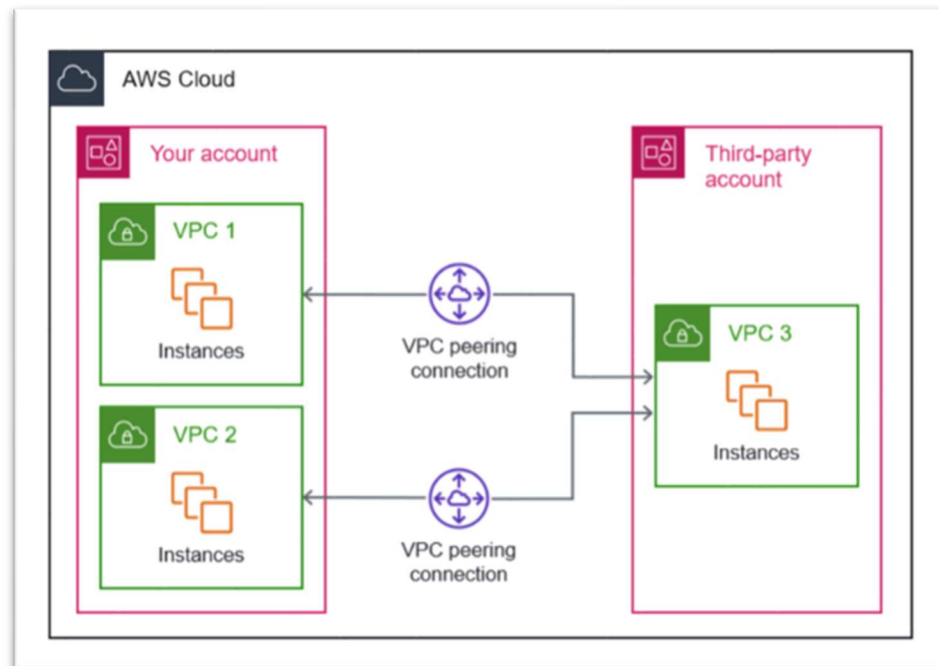 AWS Cloud
Your account
VPC 1
Instances
VPC peering
connection
VPC 2
Instances
VPC peering
connection
Third-party
account
VPC 3
Instances